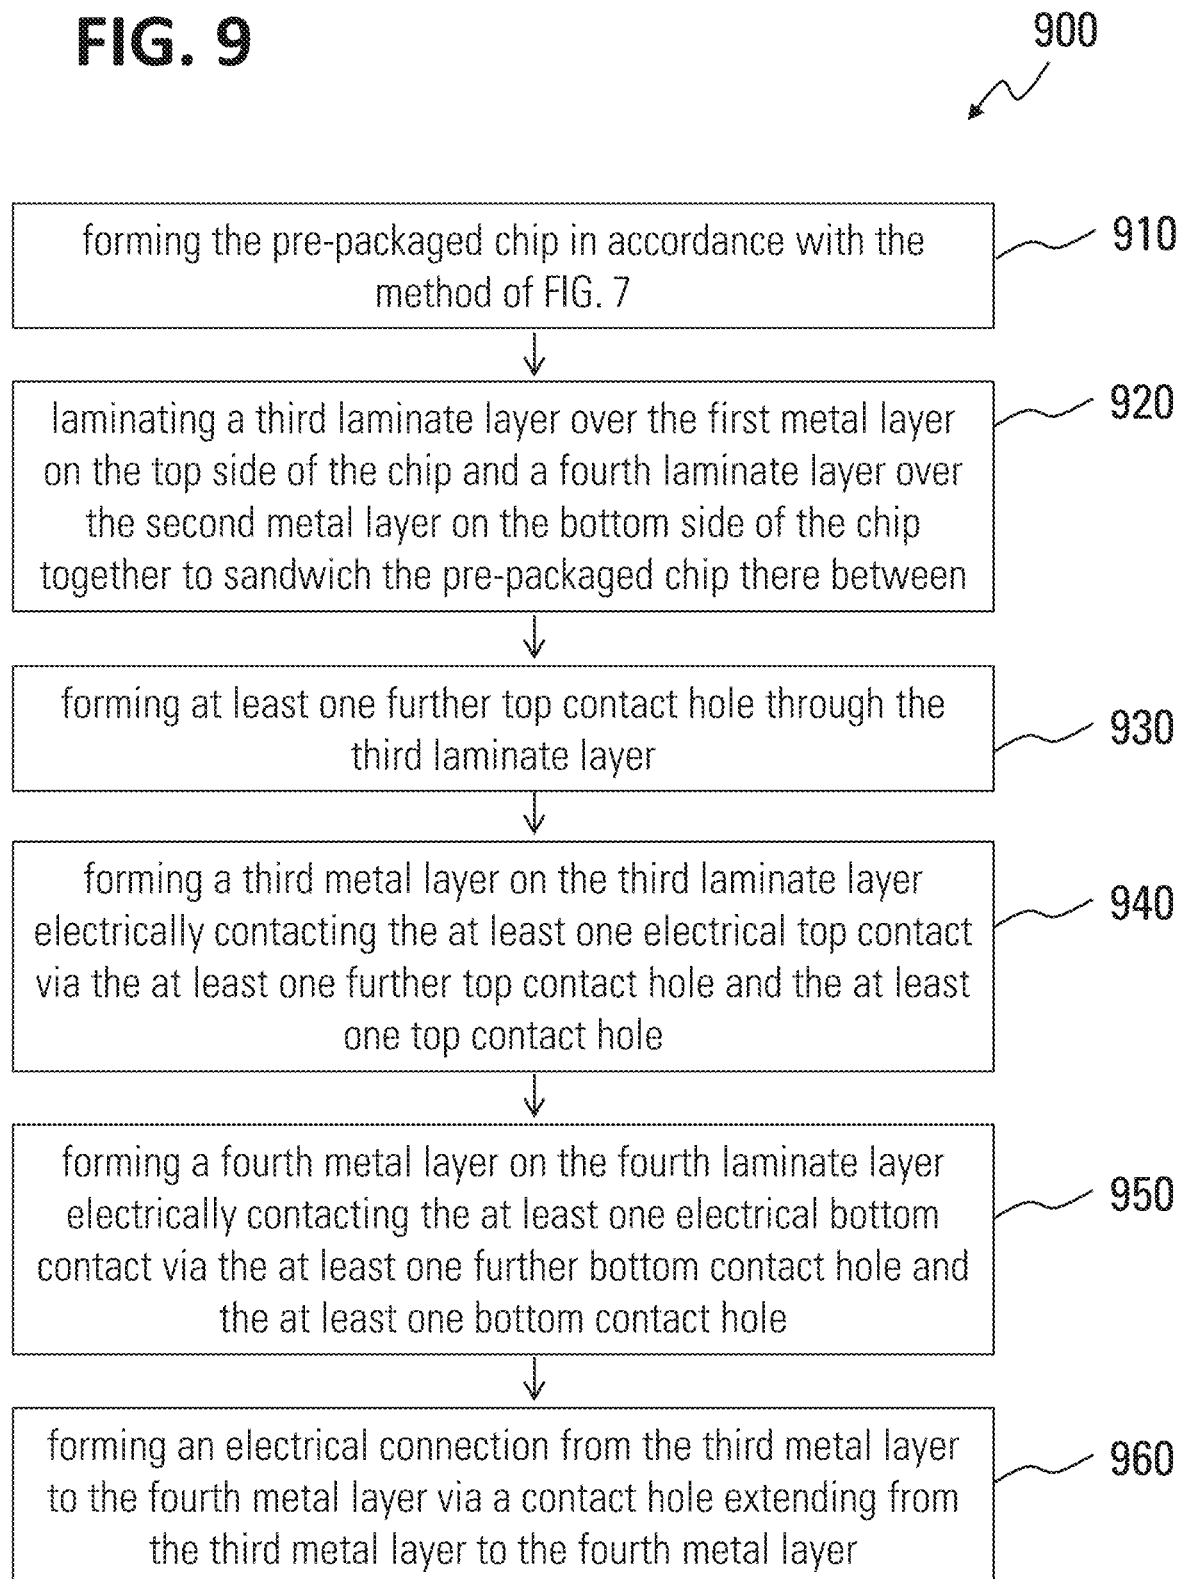 FIG. 9
900
forming the pre-packaged chip in accordance with the
method of FIG. 7
910
laminating a third laminate layer over the first metal layer
on the top side of the chip and a fourth laminate layer over
the second metal layer on the bottom side of the chip
together to sandwich the pre-packaged chip there between
920
forming at least one further top contact hole through the
third laminate layer
930
forming a third metal layer on the third laminate layer
electrically contacting the at least one electrical top contact
via the at least one further top contact hole and the at least
one top contact hole
940
forming a fourth metal layer on the fourth laminate layer
electrically contacting the at least one electrical bottom
contact via the at least one further bottom contact hole and
the at least one bottom contact hole
950
forming an electrical connection from the third metal layer
to the fourth metal layer via a contact hole extending from
the third metal layer to the fourth metal layer
960